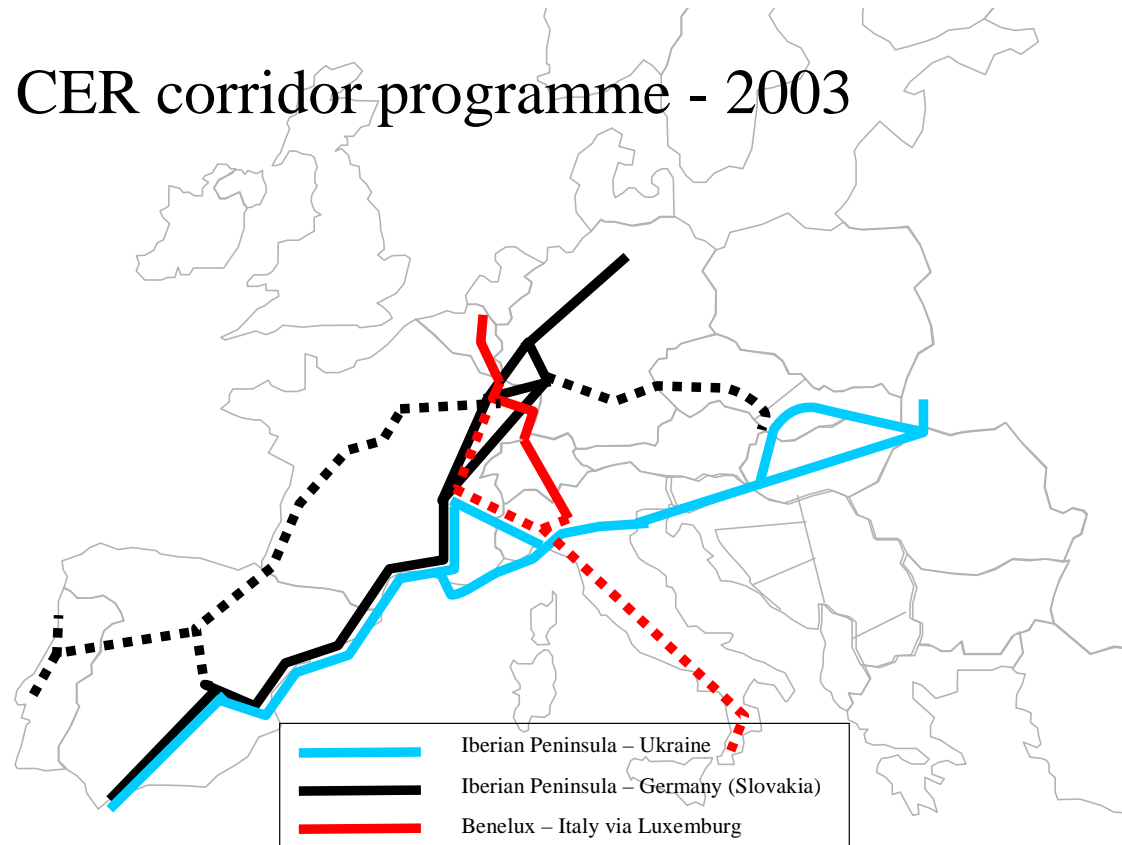 CER corridor programme - 2003
Iberian Peninsula – Ukraine
Iberian Peninsula – Germany (Slovakia)
Benelux – Italy via Luxemburg